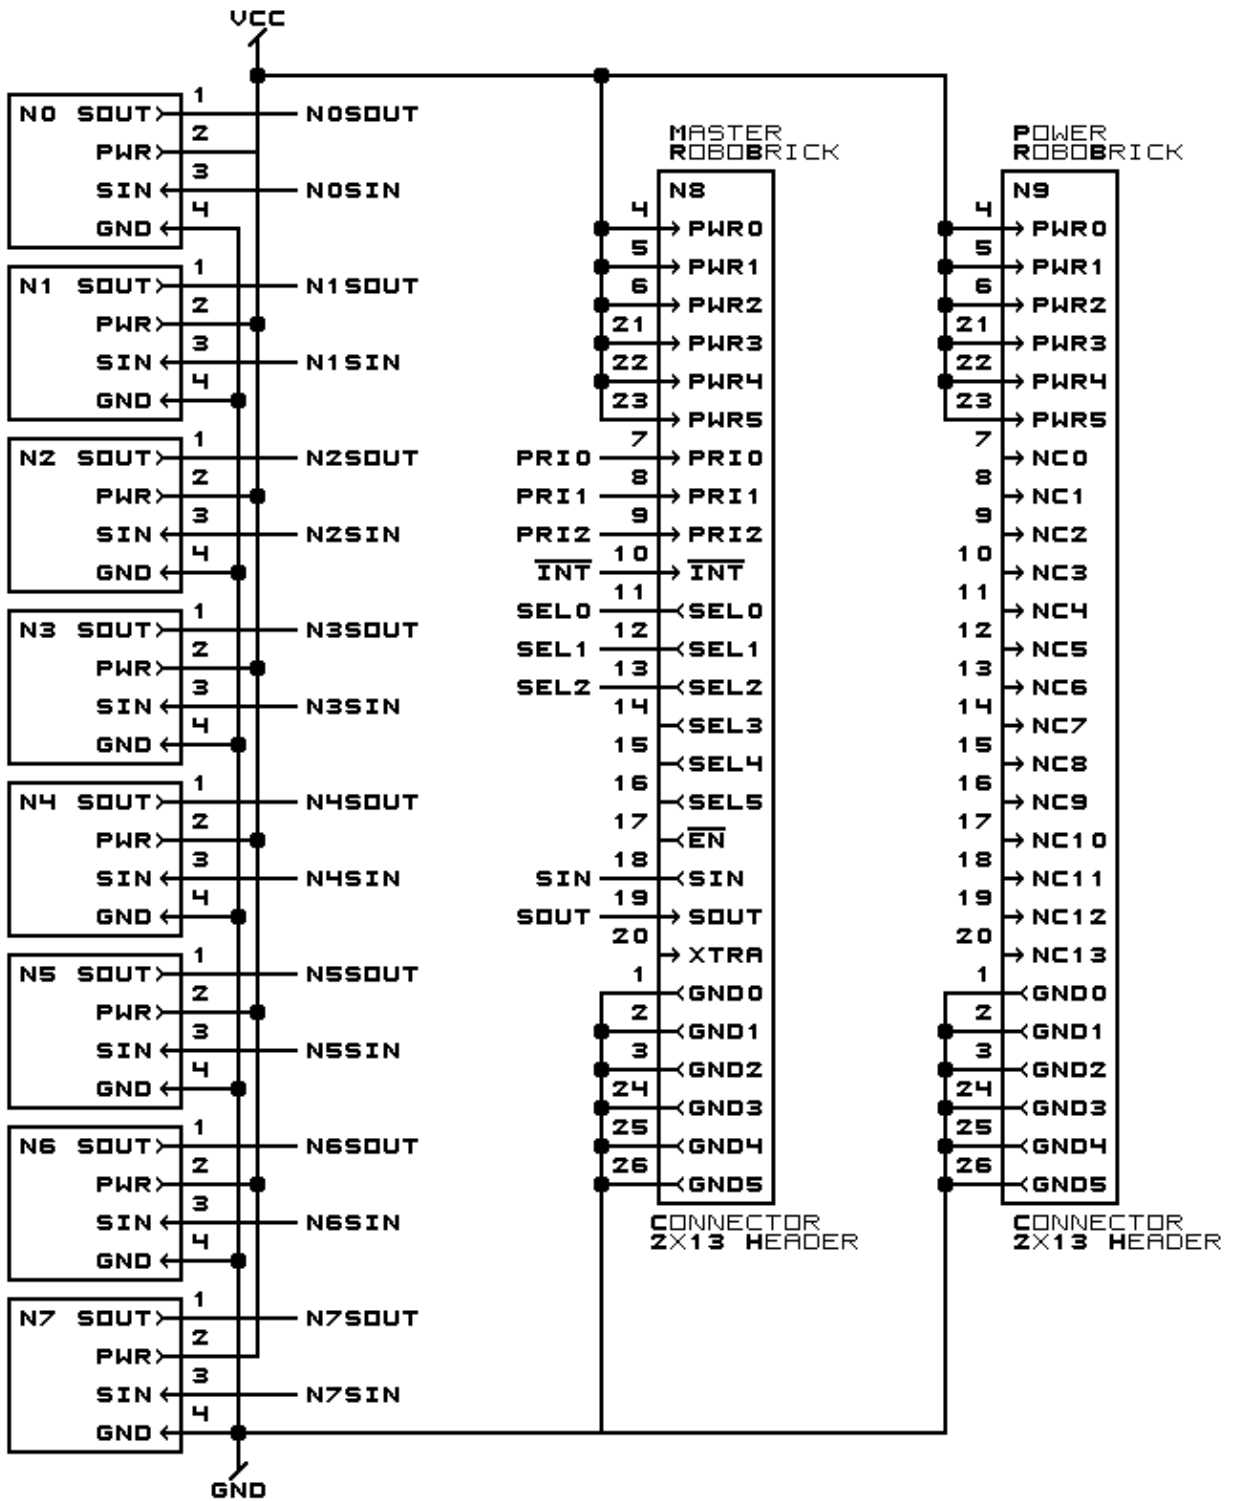 VCC
N0 SOUT 1 N0SOUT
PWR 2
SIN 3 N0SIN
GND 4
N1 SOUT 1 N1SOUT
PWR 2
SIN 3 N1SIN
GND 4
N2 SOUT 1 N2SOUT
PWR 2
SIN 3 N2SIN
GND 4
N3 SOUT 1 N3SOUT
PWR 2
SIN 3 N3SIN
GND 4
N4 SOUT 1 N4SOUT
PWR 2
SIN 3 N4SIN
GND 4
N5 SOUT 1 N5SOUT
PWR 2
SIN 3 N5SIN
GND 4
N6 SOUT 1 N6SOUT
PWR 2
SIN 3 N6SIN
GND 4
N7 SOUT 1 N7SOUT
PWR 2
SIN 3 N7SIN
GND 4
GND
MASTER
ROBOBRICK
N8
4 PWR0
5 PWR1
6 PWR2
21 PWR3
22 PWR4
23 PWR5
PRI0 7 PRI0
PRI1 8 PRI1
PRI2 9 PRI2
INT 10 INT
SEL0 11 SEL0
SEL1 12 SEL1
SEL2 13 SEL2
14 SEL3
15 SEL4
16 SEL5
17 EN
SIN 18 SIN
SOUT 19 SOUT
20 XTRA
1 GND0
2 GND1
3 GND2
24 GND3
25 GND4
26 GND5
CONNECTOR
2X13 HEADER
POWER
ROBOBRICK
N9
4 PWR0
5 PWR1
6 PWR2
21 PWR3
22 PWR4
23 PWR5
7 NC0
8 NC1
9 NC2
10 NC3
11 NC4
12 NC5
13 NC6
14 NC7
15 NC8
16 NC9
17 NC10
18 NC11
19 NC12
20 NC13
1 GND0
2 GND1
3 GND2
24 GND3
25 GND4
26 GND5
CONNECTOR
2X13 HEADER